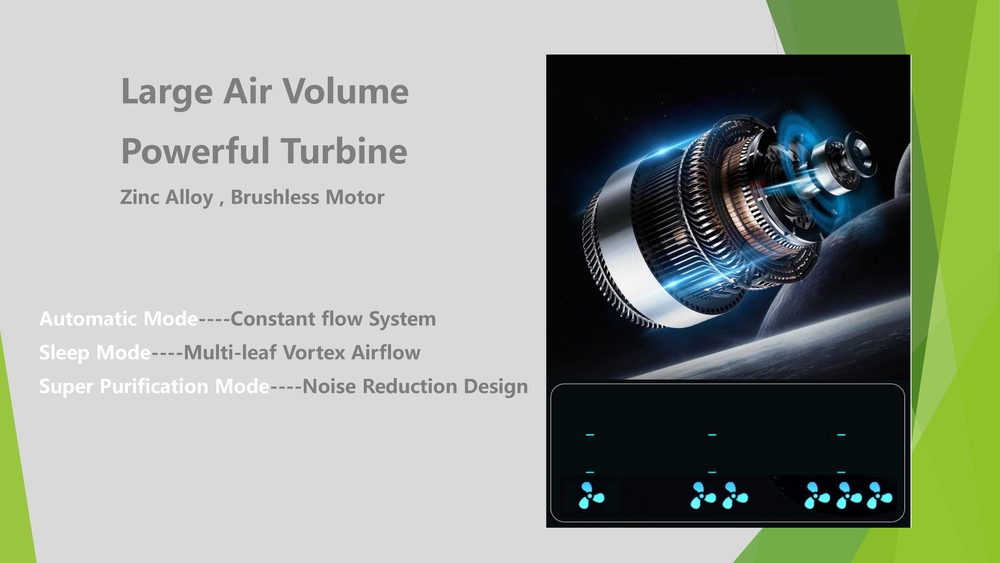 Large Air Volume
Powerful Turbine
Zinc Alloy , Brushless Motor
Automatic Mode----Constant flow System
Sleep Mode----Multi-leaf Vortex Airflow
Super Purification Mode----Noise Reduction Design